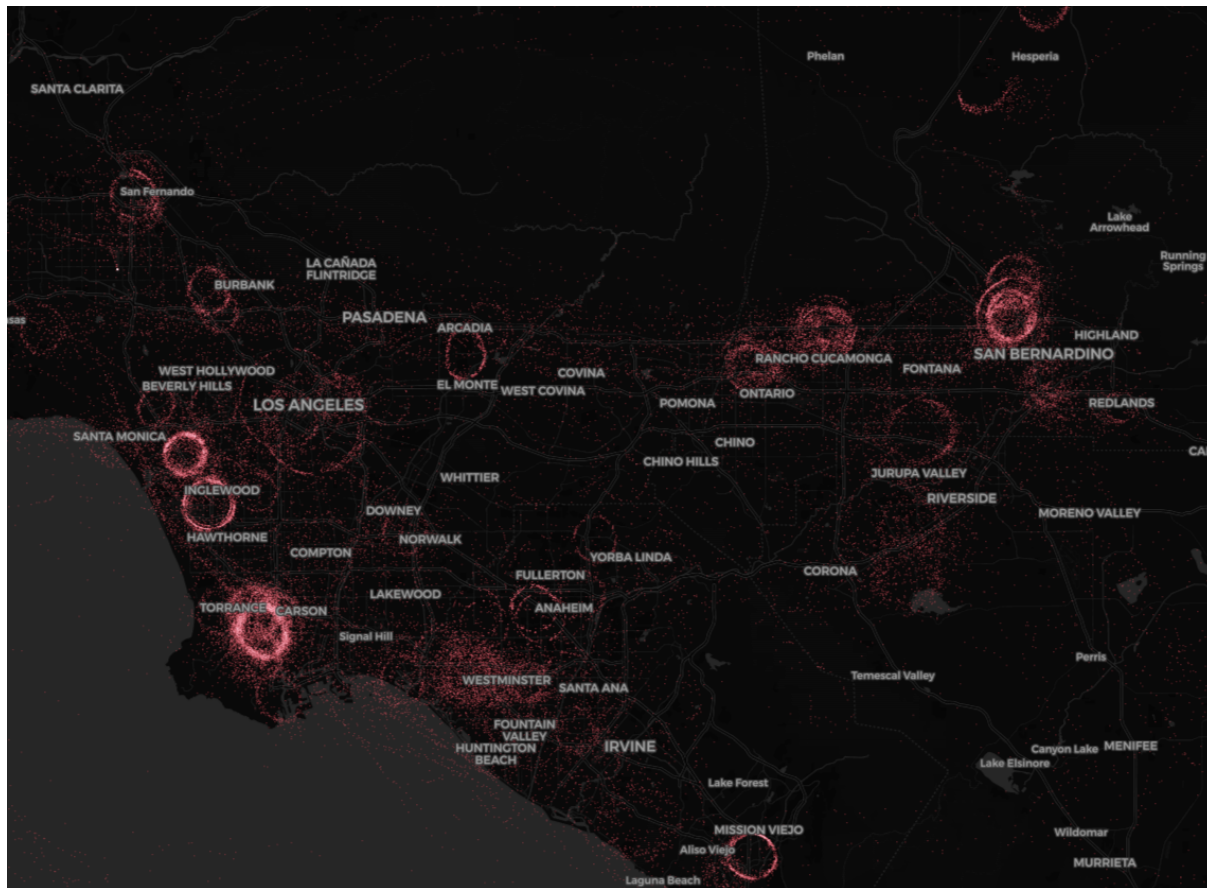 Phelan
Hesperia
SANTA CLARITA
San Fernando
Lake
Arrowhead
Running
Springs
LA CAÑADA
FLINTRIDGE
BURBANK
PASADENA
ARCADIA
HIGHLAND
SAN BERNARDINO
RANCHO CUCAMONGA
FONTANA
WEST HOLLYWOOD
BEVERLY HILLS
COVINA
EL MONTE
WEST COVINA
ONTARIO
POMONA
REDLANDS
LOS ANGELES
SANTA MONICA
CHINO
CHINO HILLS
JURUPA VALLEY
WHITTIER
INGLEWOOD
RIVERSIDE
DOWNEY
MORENO VALLEY
HAWTHORNE
NORWALK
COMPTON
YORBA LINDA
FULLERTON
CORONA
LAKEWOOD
TORRANCE
CARSON
ANAHEIM
Signal Hill
Perris
Temescal Valley
WESTMINSTER
SANTA ANA
FOUNTAIN
VALLEY
HUNTINGTON
BEACH
IRVINE
Canyon Lake
MENIFEE
Lake Elsinore
Lake Forest
MISSION VIEJO
Wildomar
Aliso Viejo
MURRIETA
Laguna Beach